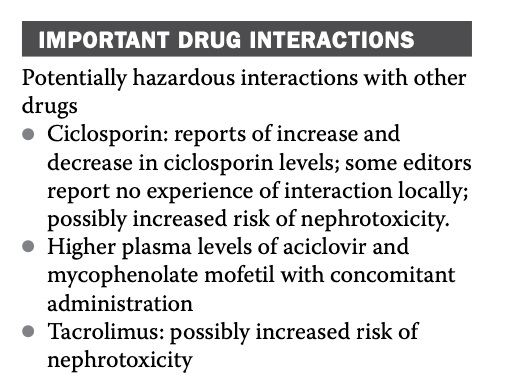 IMPORTANT DRUG INTERACTIONS
Potentially hazardous interactions with other
drugs
● Ciclosporin: reports of increase and
decrease in ciclosporin levels; some editors
report no experience of interaction locally;
possibly increased risk of nephrotoxicity.
● Higher plasma levels of aciclovir and
mycophenolate mofetil with concomitant
administration
● Tacrolimus: possibly increased risk of
nephrotoxicity